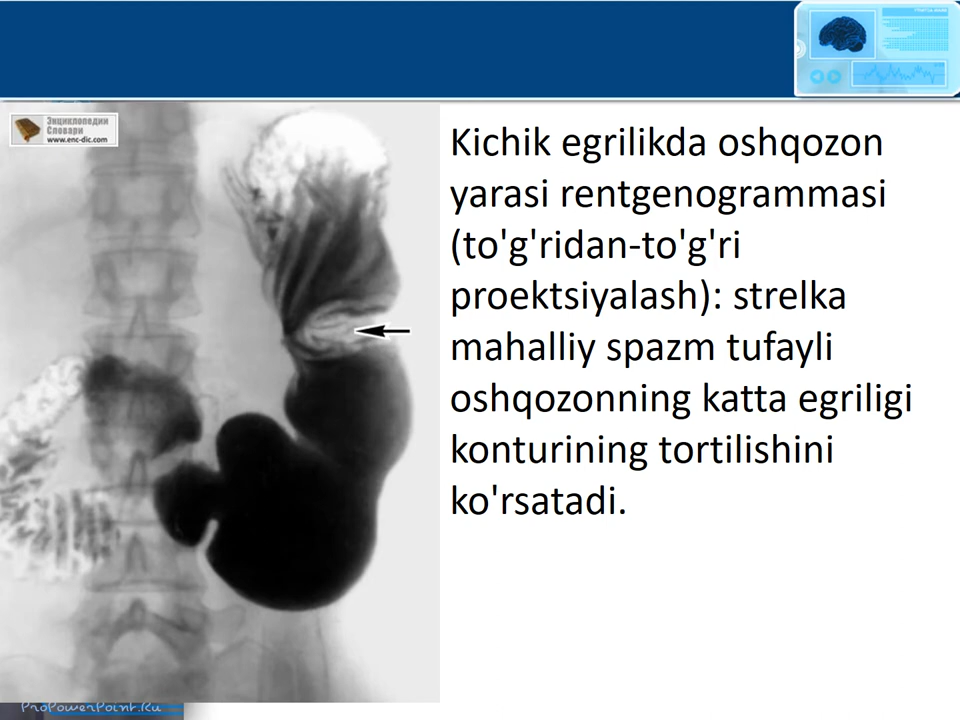 Энциклопедии
Словари
www.enc-dic.com
Kichik egrilikda oshqozon
yarasi rentgenogrammasi
(to'g'ridan-to'g'ri
proektsiyalash): strelka
mahalliy spazm tufayli
oshqozonning katta egriligi
konturining tortilishini
ko'rsatadi.
ProPowerPoint.Ru